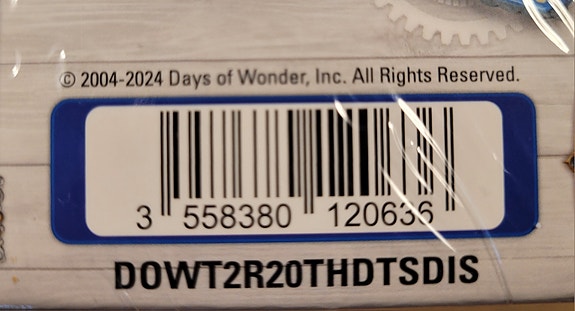 © 2004-2024 Days of Wonder, Inc. All Rights Reserved.
3 558380 120636
DOWT2R20THDTSDIS